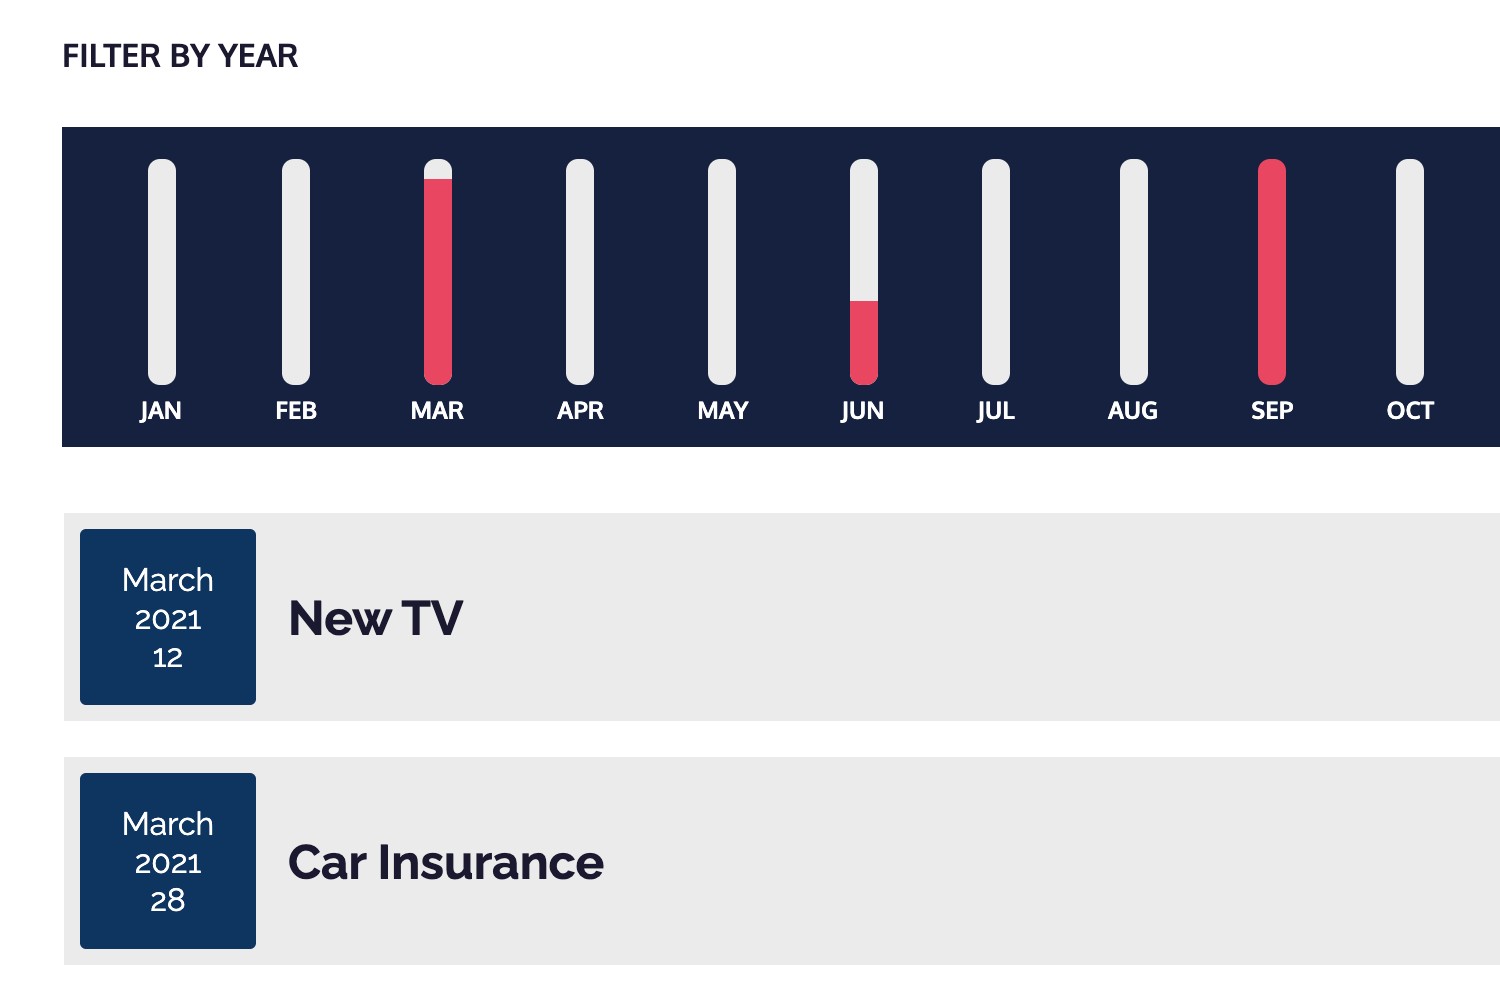 FILTER BY YEAR
JAN FEB MAR APR MAY JUN JUL AUG SEP OCT
March
2021
12
New TV
March
2021
28
Car Insurance